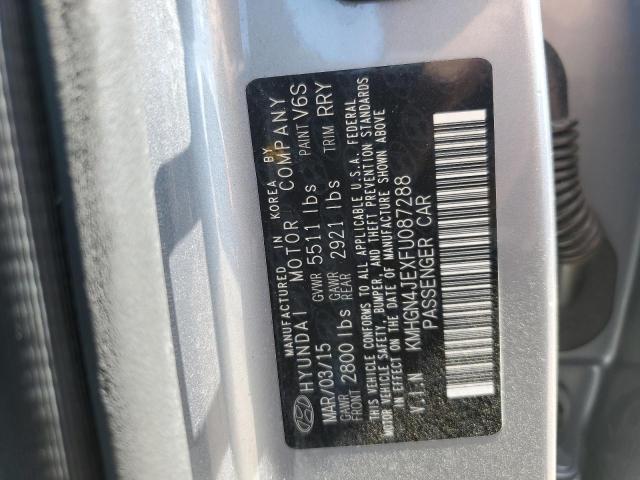 MANUFACTURED IN KOREA BY
HYUNDAI MOTOR COMPANY
MAR/03/15 GVWR 5511 lbs PAINT V6S
GAWR FRONT 2800 lbs GAWR REAR 2921 lbs TRIM RRY
THIS VEHICLE CONFORMS TO ALL APPLICABLE U.S.A. FEDERAL
MOTOR VEHICLE SAFETY, BUMPER, AND THEFT PREVENTION STANDARDS
IN EFFECT ON THE DATE OF MANUFACTURE SHOWN ABOVE
V.I.N KMHGN4JEXFU087288
PASSENGER CAR